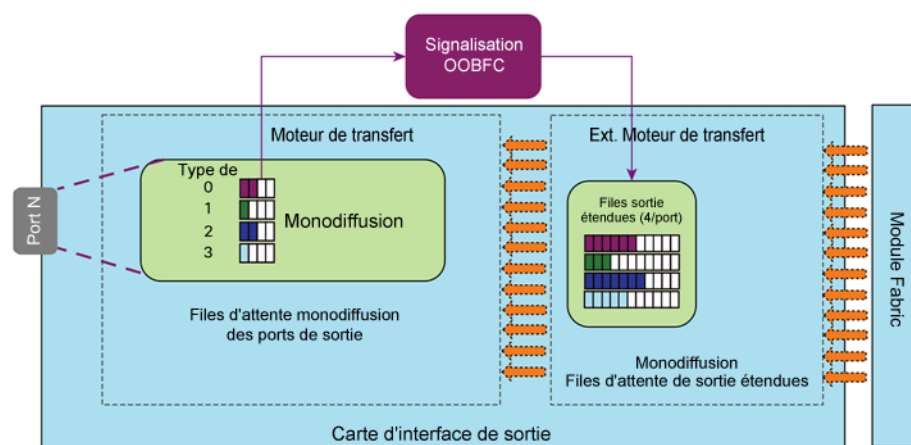 Signalisation
OOBFC
Moteur de transfert
Ext. Moteur de transfert
Type de
0
1
2
3
Monodiffusion
Port N
Files sortie
étendues (4/port)
Module Fabric
Files d'attente monodiffusion
des ports de sortie
Monodiffusion
Files d'attente de sortie étendues
Carte d'interface de sortie